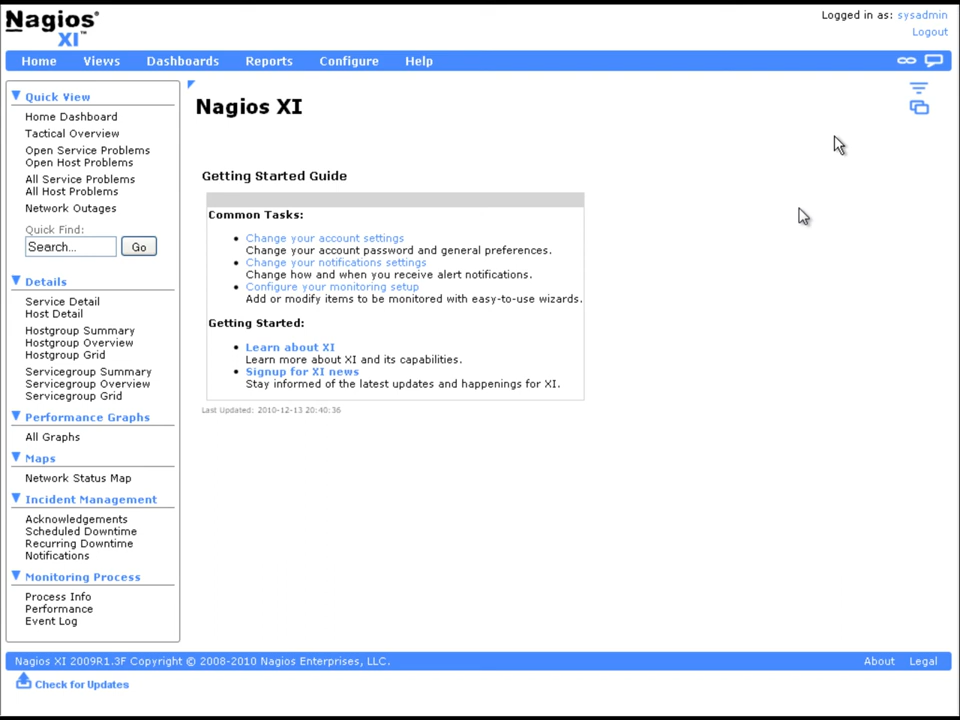 Nagios®
XI™
Logged in as: sysadmin
Logout
Home Views Dashboards Reports Configure Help
Quick View
Home Dashboard
Tactical Overview
Open Service Problems
Open Host Problems
All Service Problems
All Host Problems
Network Outages
Quick Find:
Search... Go
Details
Service Detail
Host Detail
Hostgroup Summary
Hostgroup Overview
Hostgroup Grid
Servicegroup Summary
Servicegroup Overview
Servicegroup Grid
Performance Graphs
All Graphs
Maps
Network Status Map
Incident Management
Acknowledgements
Scheduled Downtime
Recurring Downtime
Notifications
Monitoring Process
Process Info
Performance
Event Log
Nagios XI
Getting Started Guide
Common Tasks:
Change your account settings
Change your account password and general preferences.
Change your notifications settings
Change how and when you receive alert notifications.
Configure your monitoring setup
Add or modify items to be monitored with easy-to-use wizards.
Getting Started:
Learn about XI
Learn more about XI and its capabilities.
Signup for XI news
Stay informed of the latest updates and happenings for XI.
Last Updated: 2010-12-13 20:40:36
Nagios XI 2009R1.3F Copyright © 2008-2010 Nagios Enterprises, LLC.
About Legal
Check for Updates